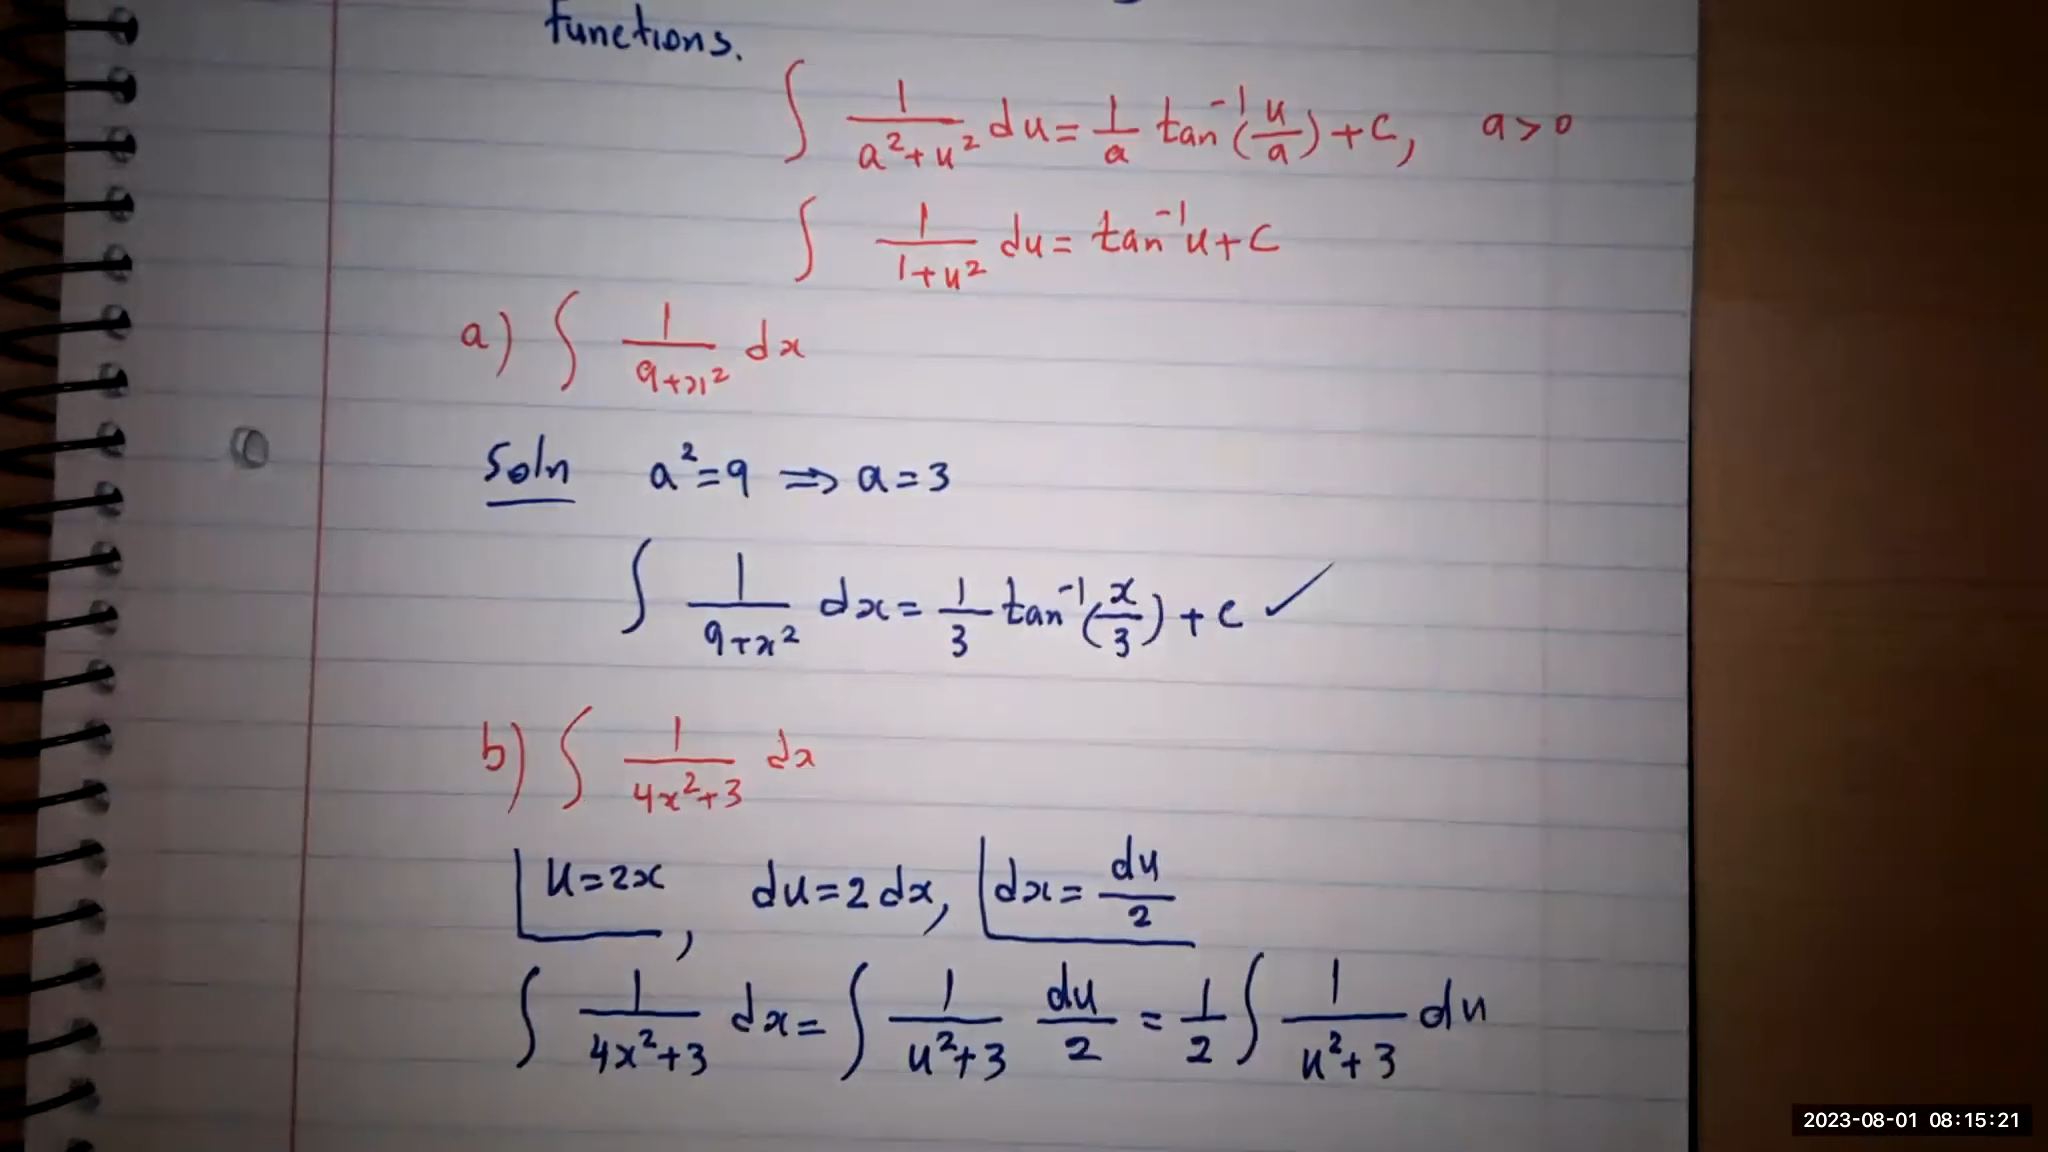 functions.
∫ 1/(a²+u²) du = 1/a tan⁻¹(u/a) + C, a>0
∫ 1/(1+u²) du = tan⁻¹u + C
a) ∫ 1/(9+x²) dx
Soln a²=9 ⇒ a=3
∫ 1/(9+x²) dx = 1/3 tan⁻¹(x/3) + C ✓
b) ∫ 1/(4x²+3) dx
u=2x, du=2dx, dx= du/2
∫ 1/(4x²+3) dx = ∫ 1/(u²+3) du/2 = 1/2 ∫ 1/(u²+3) du
2023-08-01 08:15:21